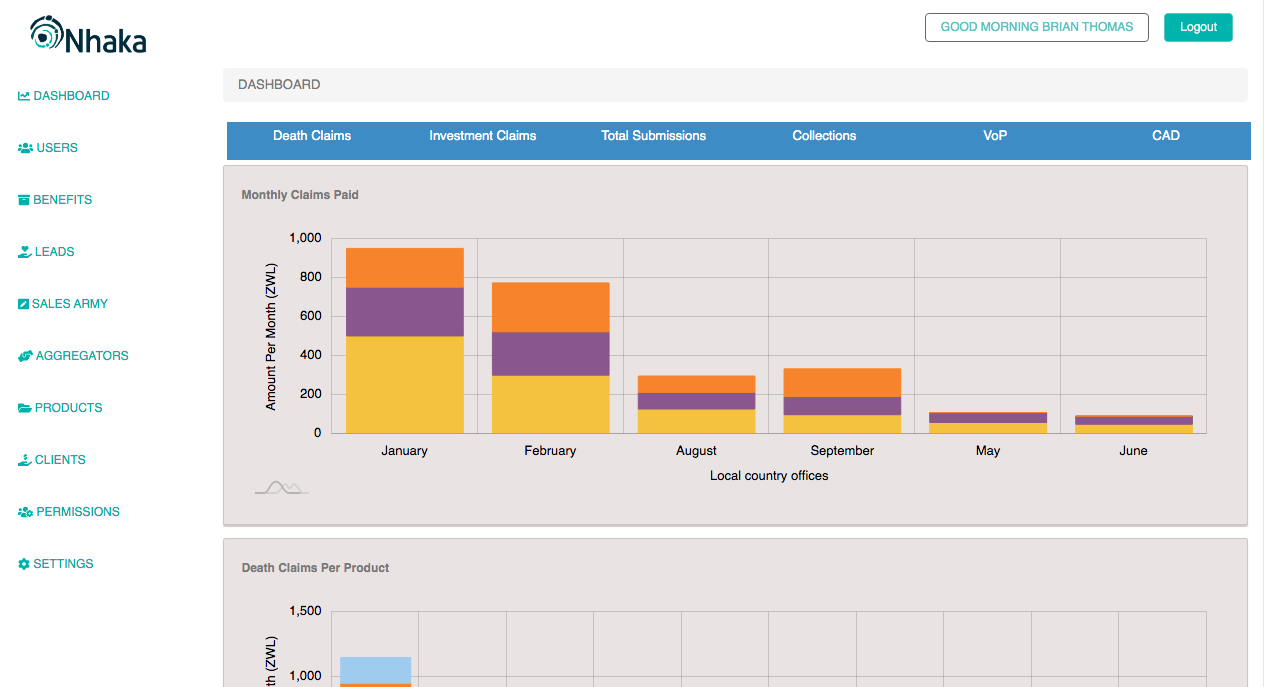 Nhaka
GOOD MORNING BRIAN THOMAS
Logout
DASHBOARD
USERS
BENEFITS
LEADS
SALES ARMY
AGGREGATORS
PRODUCTS
CLIENTS
PERMISSIONS
SETTINGS
DASHBOARD
Death Claims Investment Claims Total Submissions Collections VoP CAD
Monthly Claims Paid
Amount Per Month (ZWL)
1,000
800
600
400
200
0
January February August September May June
Local country offices
Death Claims Per Product
(ZWL)
1,500
1,000